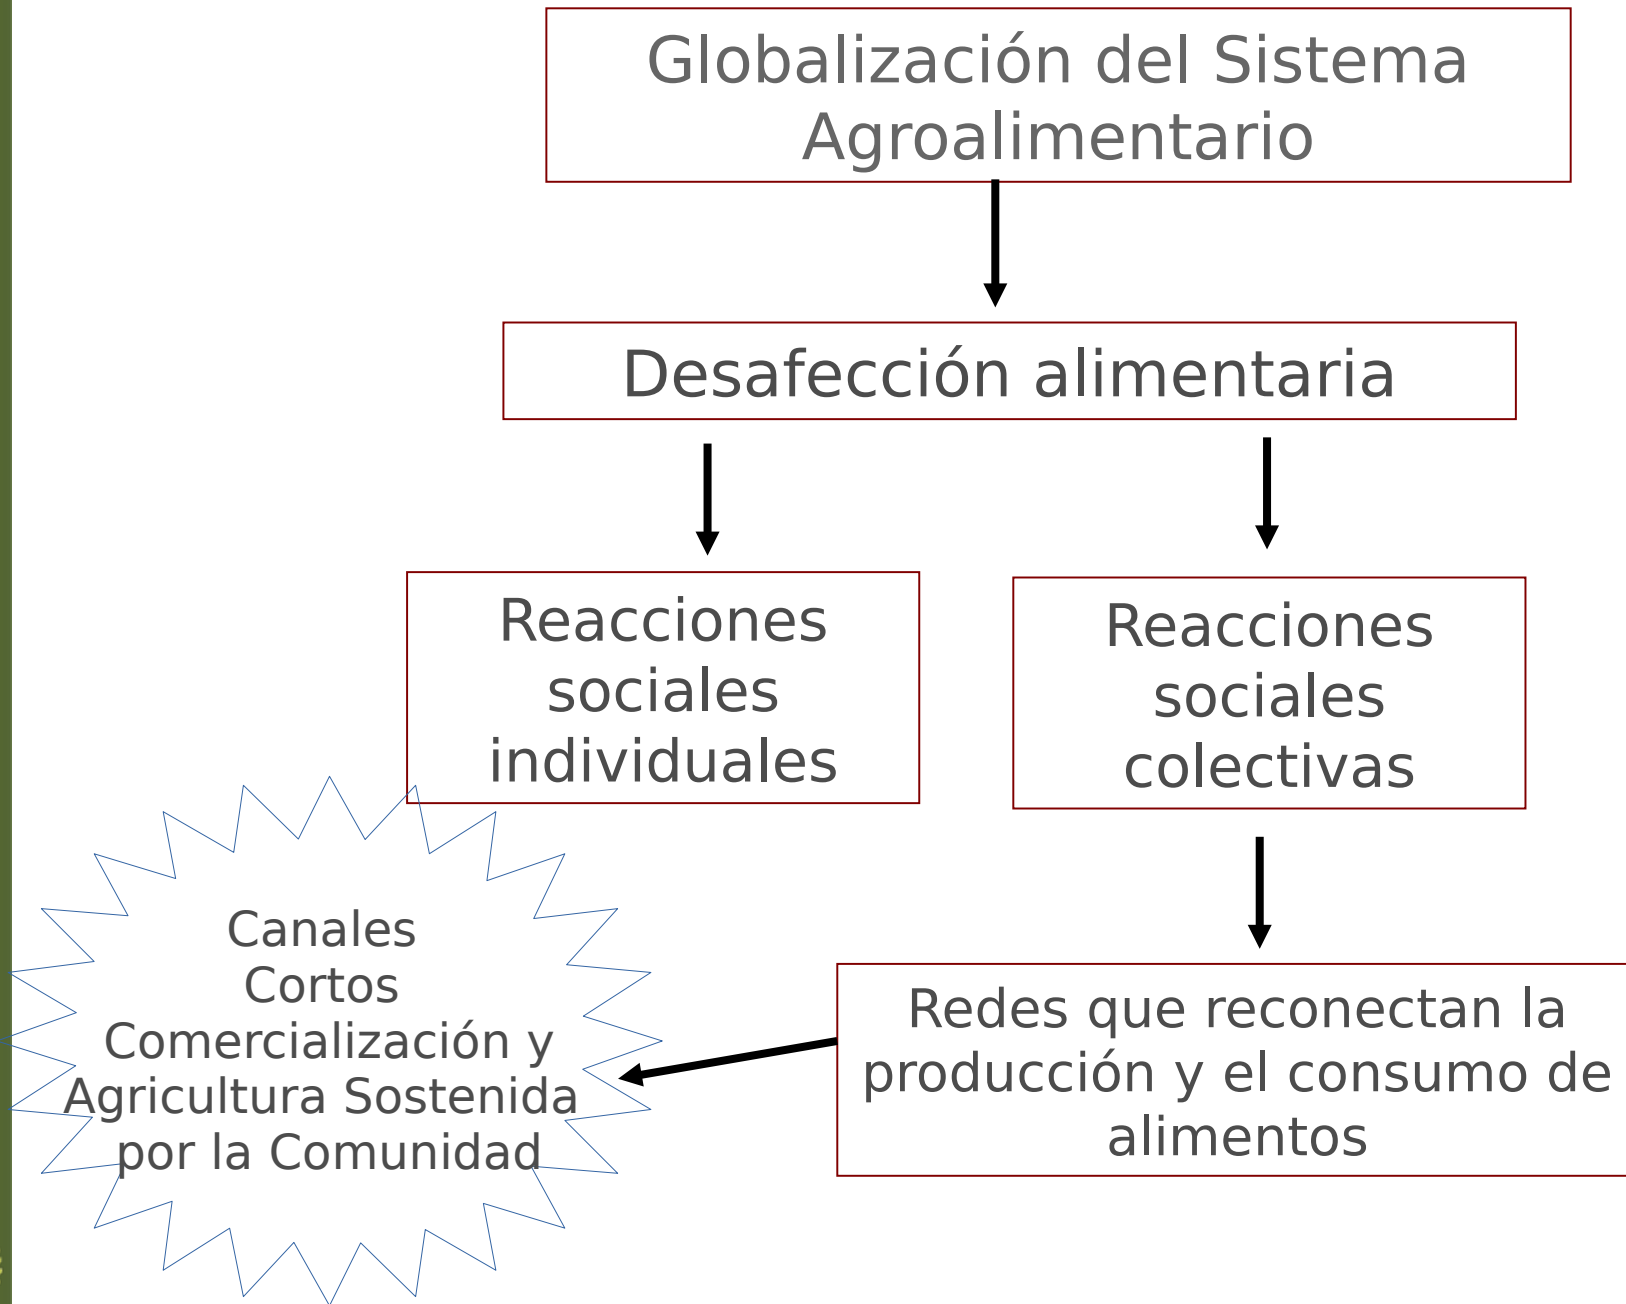 Globalización del Sistema
Agroalimentario
Desafección alimentaria
Reacciones
sociales
individuales
Reacciones
sociales
colectivas
Canales
Cortos
Comercialización y
Agricultura Sostenida
por la Comunidad
Redes que reconectan la
producción y el consumo de
alimentos